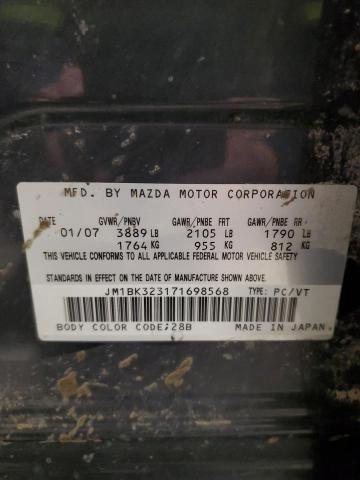 MFD. BY MAZDA MOTOR CORPORATION
DATE GVWR/PNBV GAWR/PNBE FRT GAWR/PNBE RR
01/07 3889 LB 2105 LB 1790 LB
1764 KG 955 KG 812 KG
THIS VEHICLE CONFORMS TO ALL APPLICABLE FEDERAL MOTOR VEHICLE SAFETY
STANDARDS IN EFFECT ON THE DATE OF MANUFACTURE SHOWN ABOVE.
JM1BK323171698568 TYPE: PC/VT
BODY COLOR CODE;28B MADE IN JAPAN